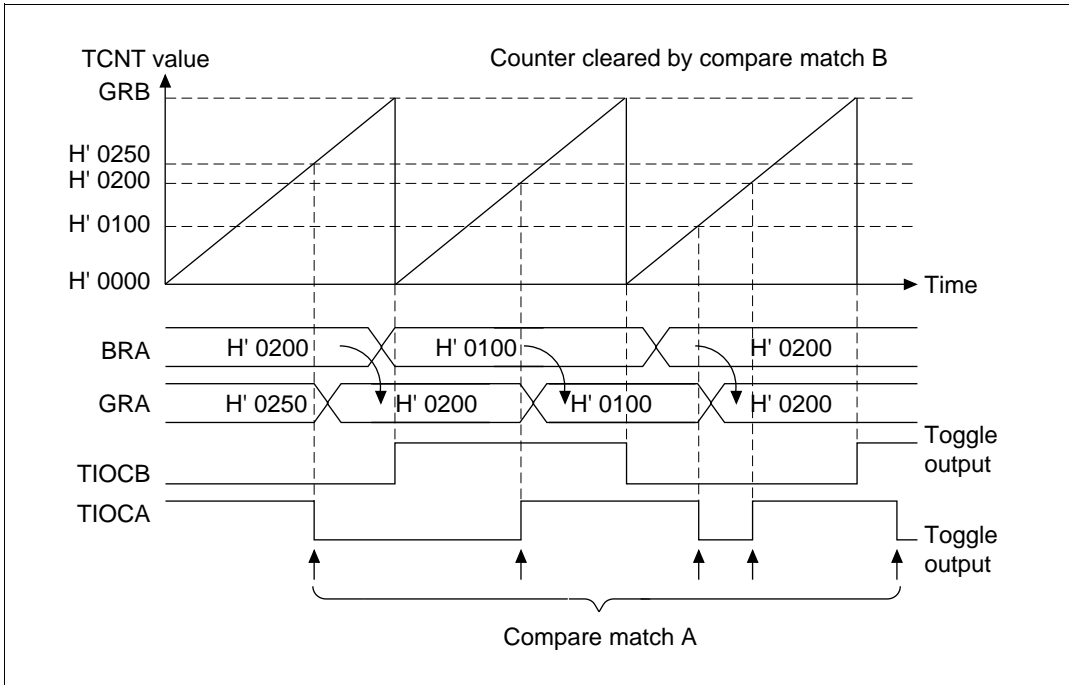 TCNT value
Counter cleared by compare match B
GRB
H' 0250
H' 0200
H' 0100
H' 0000
Time
BRA
H' 0200
H' 0100
H' 0200
GRA
H' 0250
H' 0200
H' 0100
H' 0200
TIOCB
Toggle
output
TIOCA
Toggle
output
Compare match A